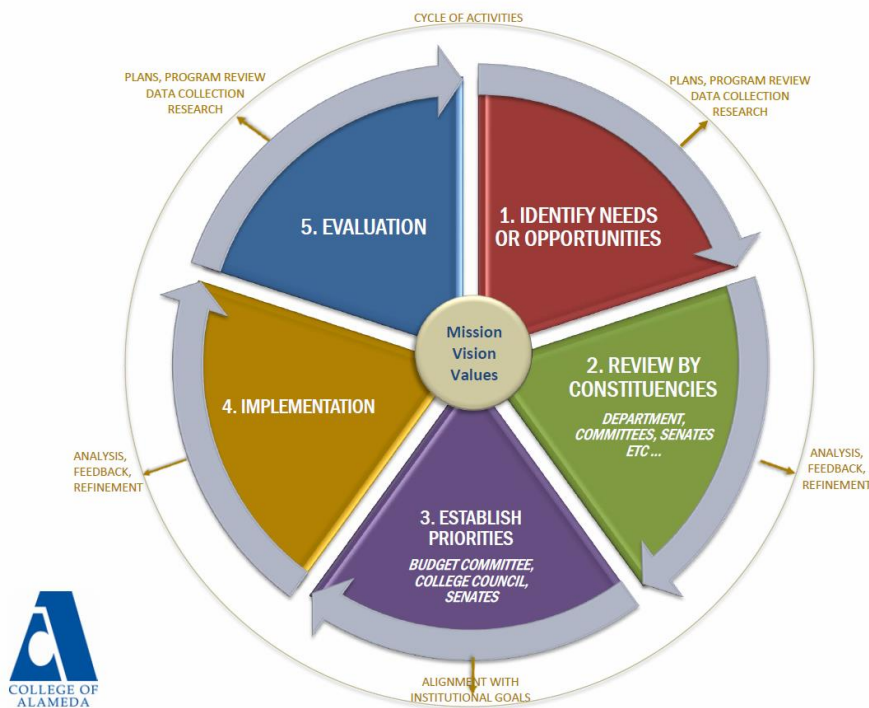 CYCLE OF ACTIVITIES
PLANS, PROGRAM REVIEW
DATA COLLECTION
RESEARCH
PLANS, PROGRAM REVIEW
DATA COLLECTION
RESEARCH
5. EVALUATION
1. IDENTIFY NEEDS
OR OPPORTUNITIES
Mission
Vision
Values
2. REVIEW BY
CONSTITUENCIES
DEPARTMENT,
COMMITTEES, SENATES
ETC ...
4. IMPLEMENTATION
ANALYSIS,
FEEDBACK,
REFINEMENT
ANALYSIS,
FEEDBACK,
REFINEMENT
3. ESTABLISH
PRIORITIES
BUDGET COMMITTEE,
COLLEGE COUNCIL,
SENATES
ALIGNMENT WITH
INSTITUTIONAL GOALS
COLLEGE OF
ALAMEDA